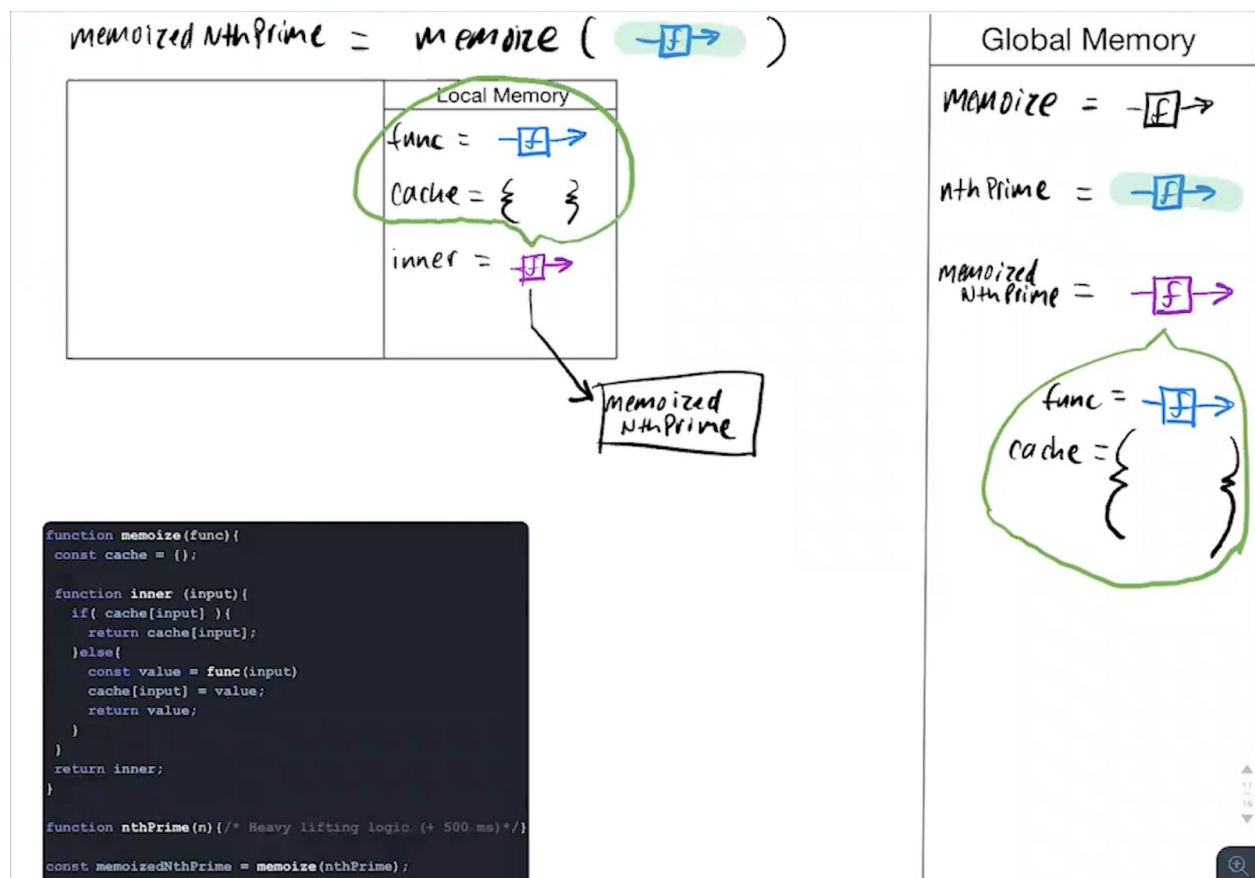 memoizedNthPrime = memoize ( f )
Local Memory
func = f
cache = { }
inner = f
memoized
NthPrime
Global Memory
memoize = f
nthPrime = f
memoized
NthPrime = f
func = f
cache = { }
function memoize(func){
const cache = {};
function inner (input){
if( cache[input] ){
return cache[input];
}else{
const value = func(input)
cache[input] = value;
return value;
}
}
return inner;
}
function nthPrime(n){/* Heavy lifting logic (+ 500 ms)*/}
const memoizedNthPrime = memoize(nthPrime);